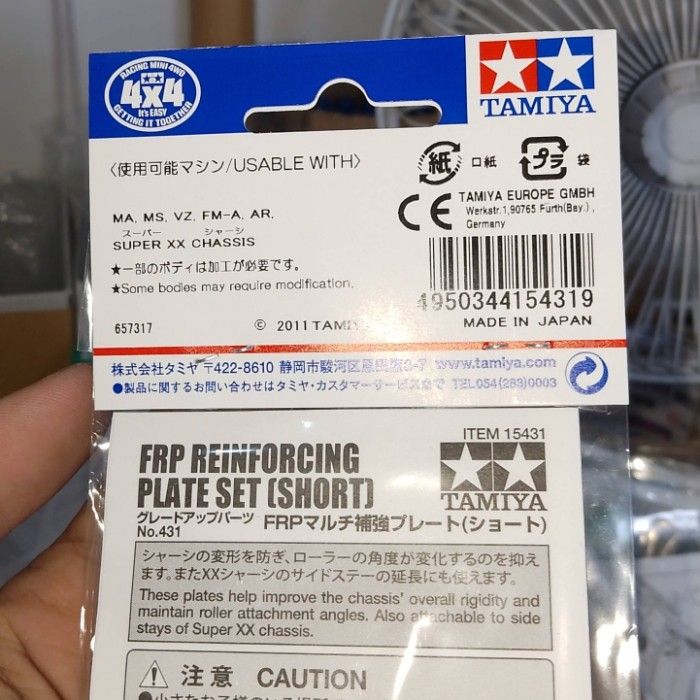 RACING MINI 4WD
4x4
It's EASY
GETTING IT TOGETHER
TAMIYA
〈使用可能マシン/USABLE WITH〉
紙
口紙
プラ
袋
MA, MS, VZ, FM-A, AR,
スーパー シャーシ
SUPER XX CHASSIS
★一部のボディは加工が必要です。
★Some bodies may require modification.
CE
TAMIYA EUROPE GMBH
Werkstr.1,90765 Fürth(Bay.),
Germany
4950344154319
MADE IN JAPAN
657317
© 2011 TAMIYA
株式会社タミヤ 〒422-8610 静岡市駿河区恩田原3-7 www.tamiya.com
●製品に関するお問い合わせはタミヤ・カスタマーサービスまで TEL054(283)0003
ITEM 15431
FRP REINFORCING
PLATE SET (SHORT)
TAMIYA
グレードアップパーツ
No.431
FRPマルチ補強プレート(ショート)
シャーシの変形を防ぎ、ローラーの角度が変化するのを抑え
ます。またXXシャーシのサイドステーの延長にも使えます。
These plates help improve the chassis' overall rigidity and
maintain roller attachment angles. Also attachable to side
stays of Super XX chassis.
注意 CAUTION